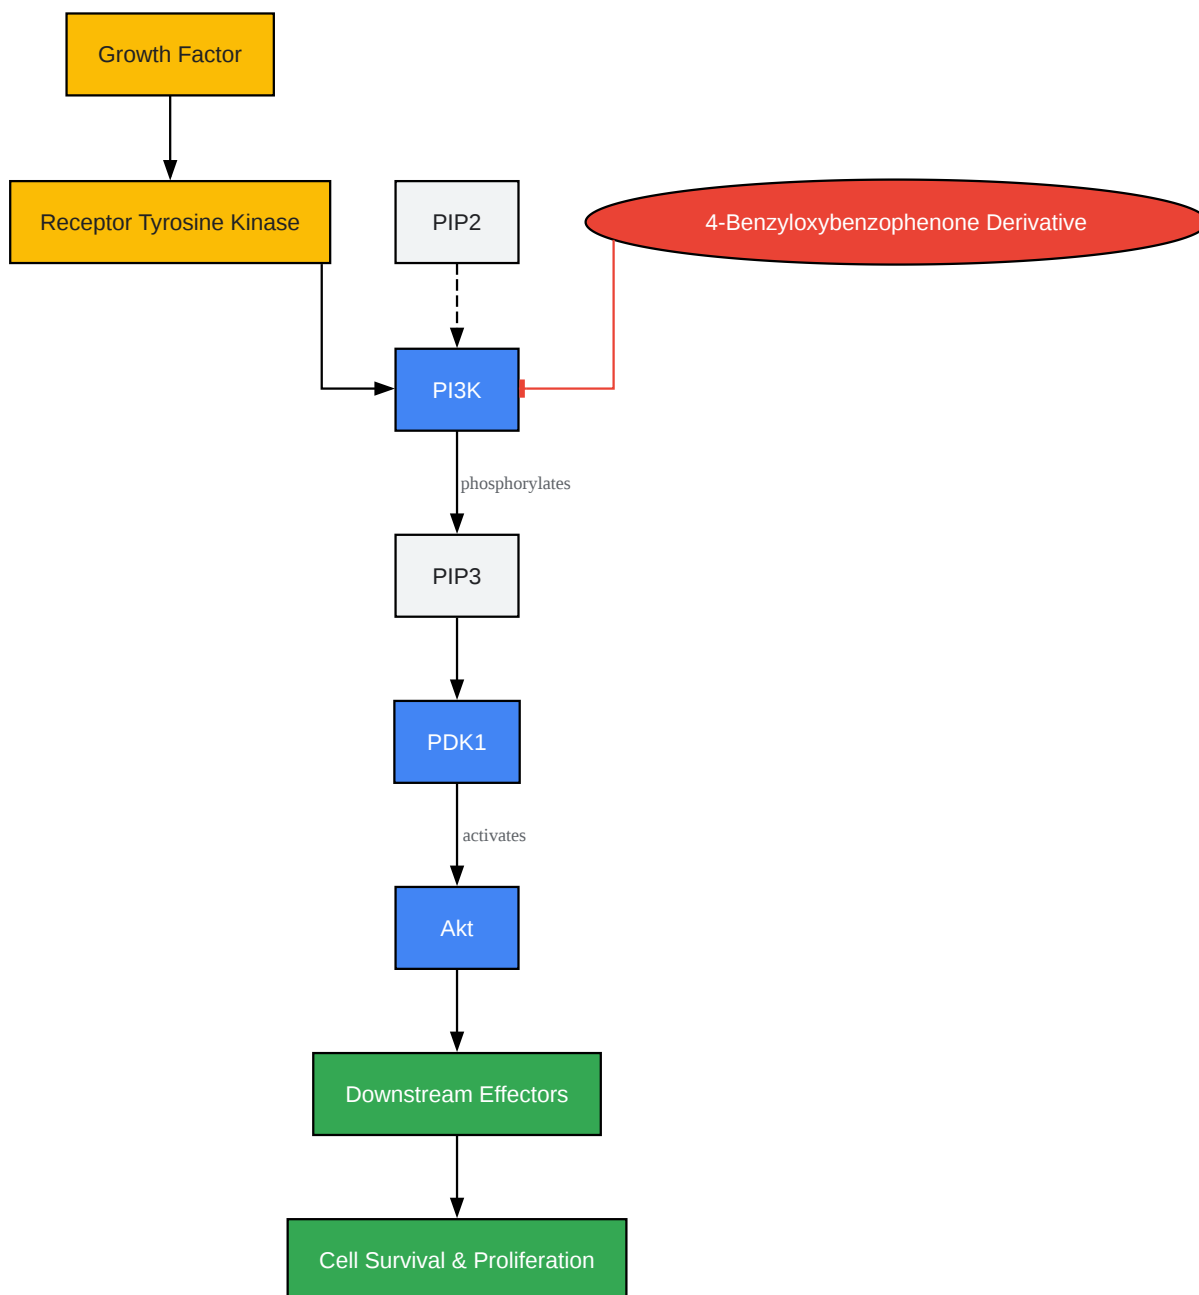 Growth Factor
Receptor Tyrosine Kinase
PIP2
4-Benzyloxybenzophenone Derivative
PI3K
phosphorylates
PIP3
PDK1
activates
Akt
Downstream Effectors
Cell Survival & Proliferation